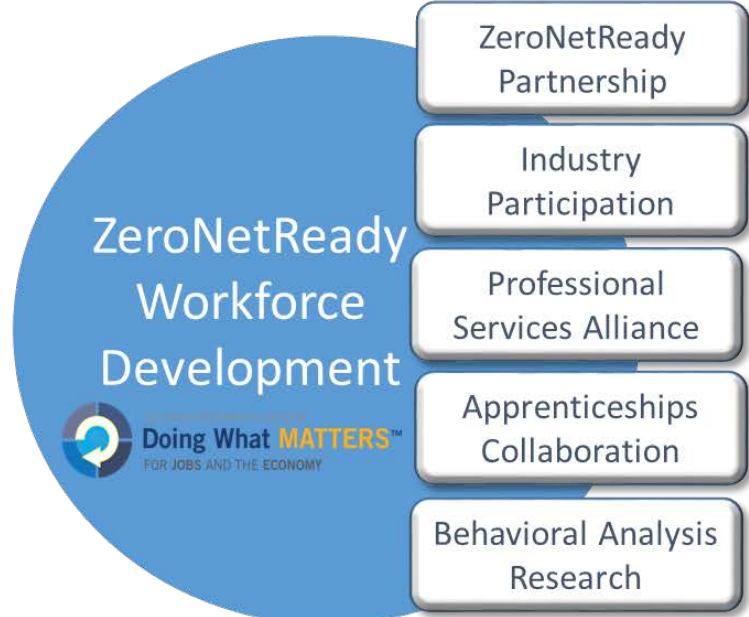 ZeroNetReady
Workforce
Development
Doing What MATTERS™
FOR JOBS AND THE ECONOMY
ZeroNetReady
Partnership
Industry
Participation
Professional
Services Alliance
Apprenticeships
Collaboration
Behavioral Analysis
Research